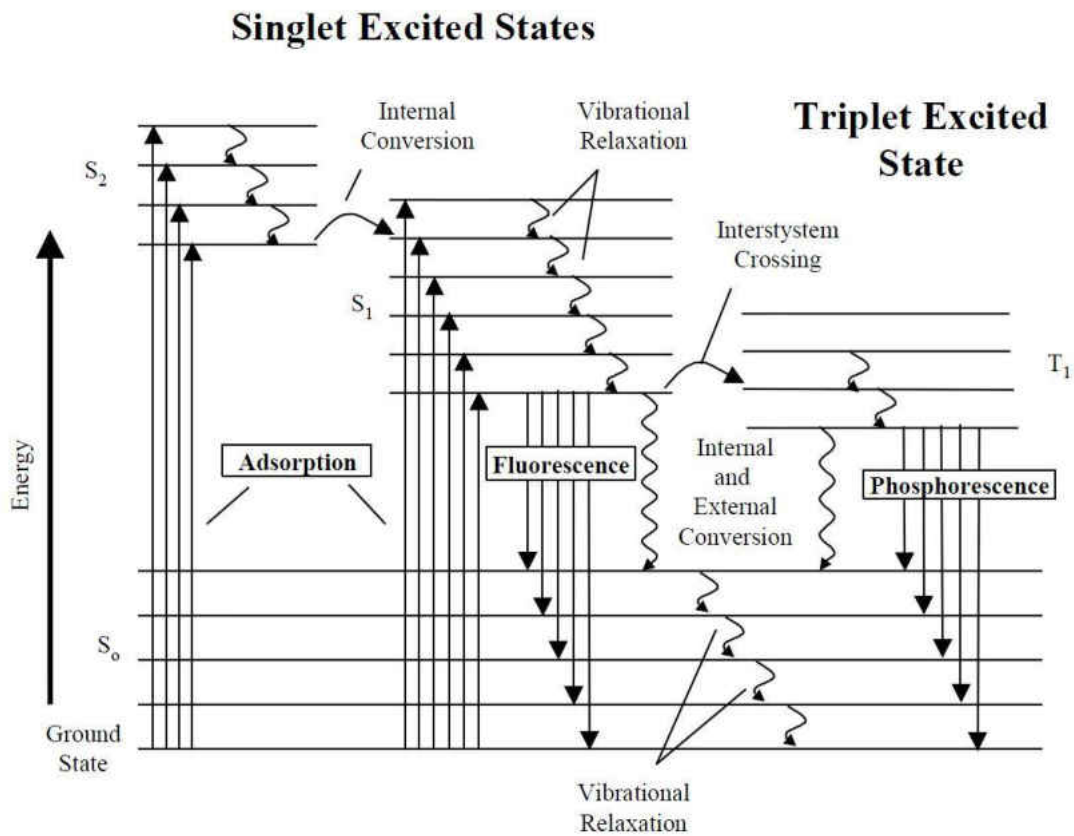 Singlet Excited States
Internal
Conversion
Vibrational
Relaxation
Triplet Excited
State
S2
Interstystem
Crossing
S1
T1
Energy
Adsorption
Fluorescence
Internal
and
External
Conversion
Phosphorescence
So
Ground
State
Vibrational
Relaxation